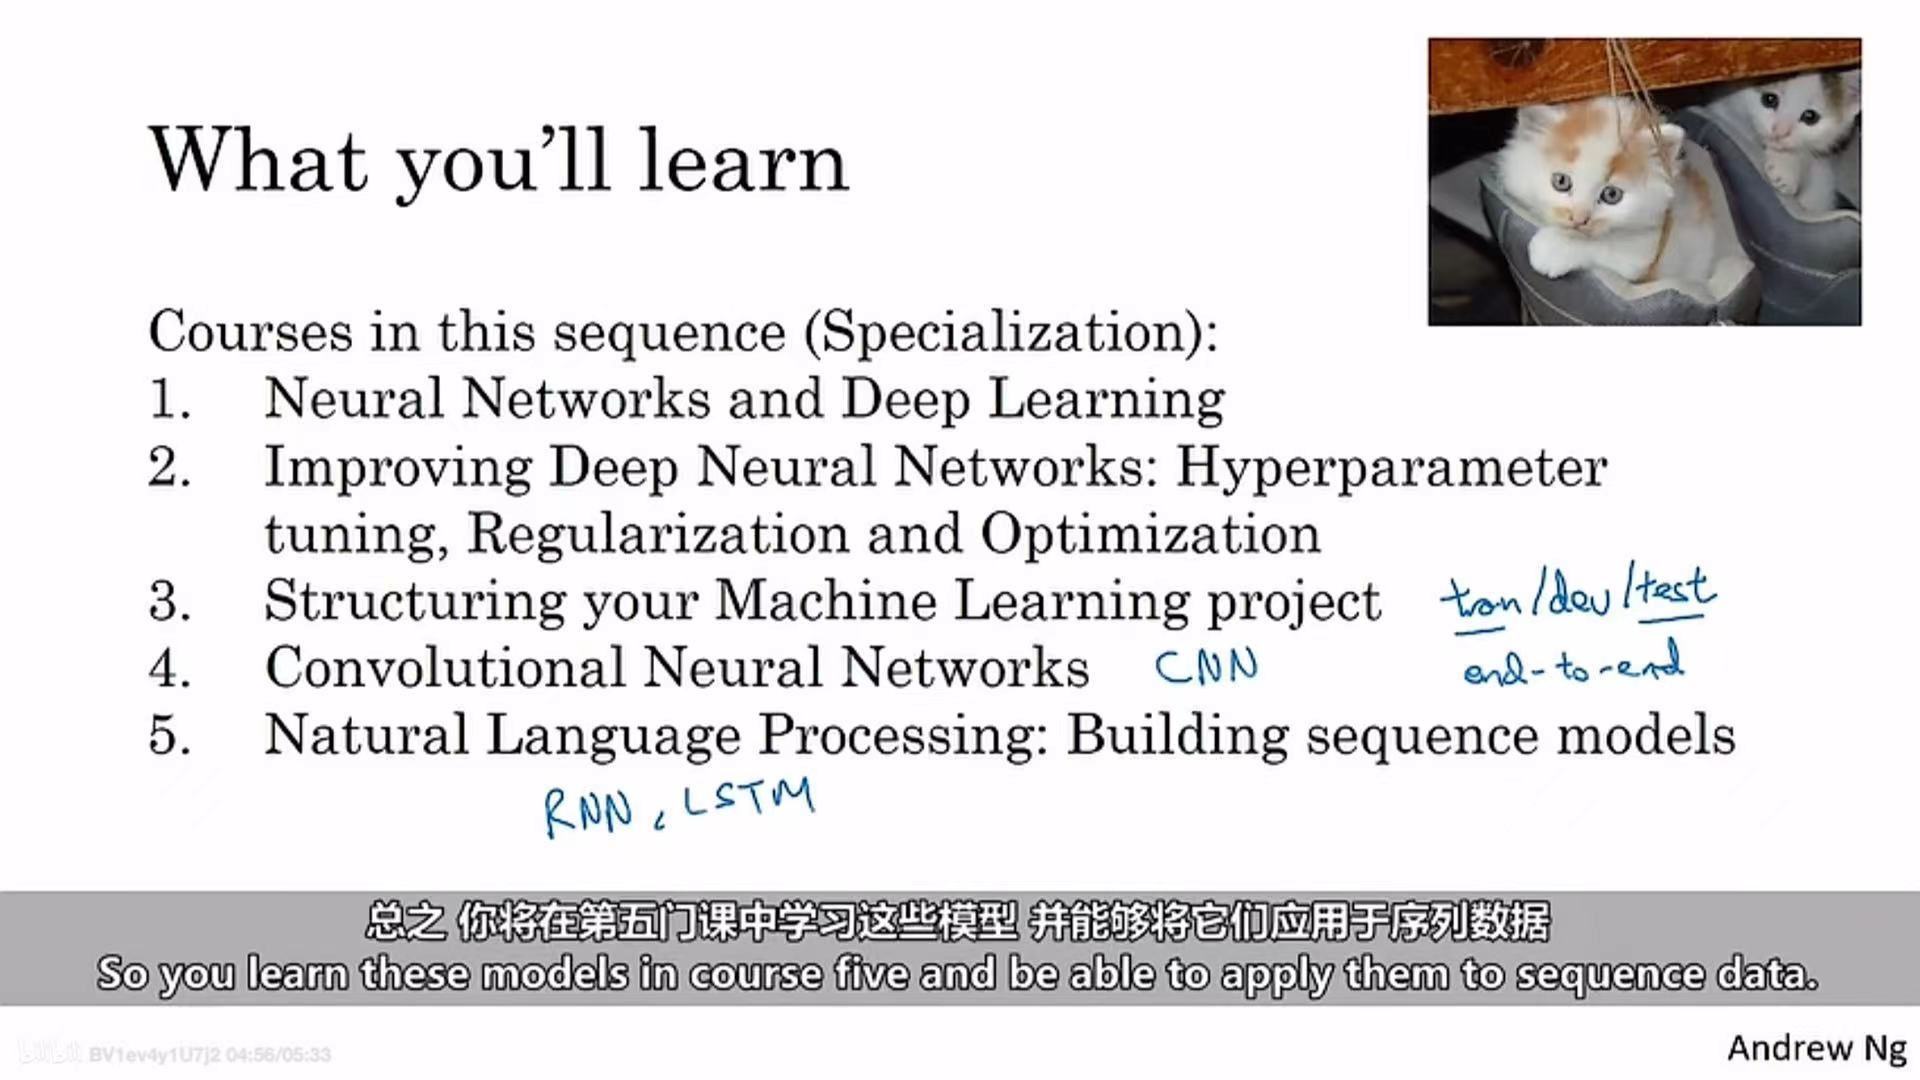 What you’ll learn
Courses in this sequence (Specialization):
1. Neural Networks and Deep Learning
2. Improving Deep Neural Networks: Hyperparameter
tuning, Regularization and Optimization
3. Structuring your Machine Learning project train/dev/test
4. Convolutional Neural Networks CNN end-to-end
5. Natural Language Processing: Building sequence models
RNN, LSTM
总之 你将在第五门课中学习这些模型 并能够将它们应用于序列数据
So you learn these models in course five and be able to apply them to sequence data.
bilibili BV1ev4y1U7j2 04:56/05:33
Andrew Ng